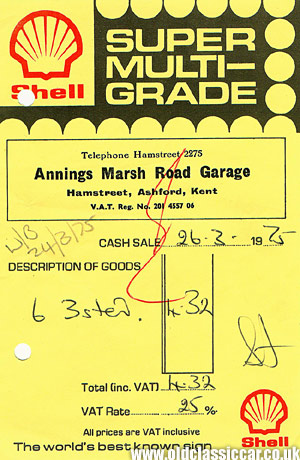 Shell
SUPER
MULTI-
GRADE
Telephone Hamstreet 2275
Annings Marsh Road Garage
Hamstreet, Ashford, Kent
V.A.T. Reg. No. 201 4557 06
W/B
24/3/75
CASH SALE 26-3- 1975
DESCRIPTION OF GOODS
6 3 sted. 4.32
Total (inc. VAT) 4.32
VAT Rate 25 %
All prices are VAT inclusive
The world's best known sign
Shell
www.oldclassiccar.co.uk